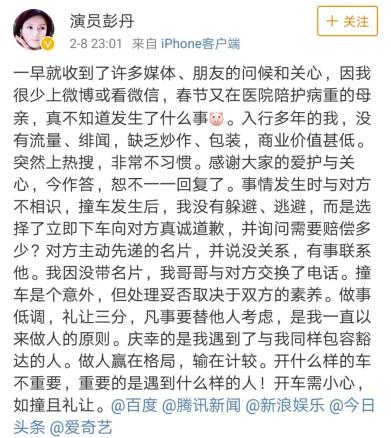 演员彭丹
＋关注
2-8 23:01 来自 iPhone客户端
一早就收到了许多媒体、朋友的问候和关心，因我
很少上微博或看微信，春节又在医院陪护病重的母
亲，真不知道发生了什么事🐷。入行多年的我，没
有流量、绯闻，缺乏炒作、包装，商业价值甚低。
突然上热搜，非常不习惯。感谢大家的爱护与关
心，今作答，恕不一一回复了。事情发生时与对方
不相识，撞车发生后，我没有躲避、逃避，而是选
择了立即下车向对方真诚道歉，并询问需要赔偿多
少？对方主动先递的名片，并说没关系，有事联系
他。我因没带名片，我哥哥与对方交换了电话。撞
车是个意外，但处理妥否取决于双方的素养。做事
低调，礼让三分，凡事要替他人考虑，是我一直以
来做人的原则。庆幸的是我遇到了与我同样包容豁
达的人。做人赢在格局，输在计较。开什么样的车
不重要，重要的是遇到什么样的人！开车需小心，
如撞且礼让。@百度 @腾讯新闻 @新浪娱乐 @今日
头条 @爱奇艺